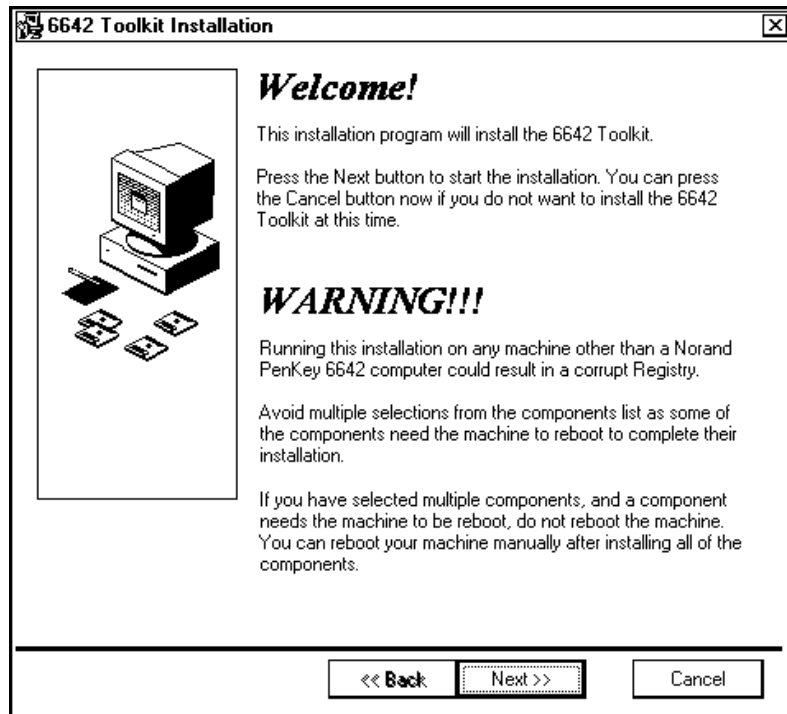 6642 Toolkit Installation
Welcome!
This installation program will install the 6642 Toolkit.
Press the Next button to start the installation. You can press
the Cancel button now if you do not want to install the 6642
Toolkit at this time.
WARNING!!!
Running this installation on any machine other than a Norand
PenKey 6642 computer could result in a corrupt Registry.
Avoid multiple selections from the components list as some of
the components need the machine to reboot to complete their
installation.
If you have selected multiple components, and a component
needs the machine to be reboot, do not reboot the machine.
You can reboot your machine manually after installing all of the
components.
<< Back Next >> Cancel